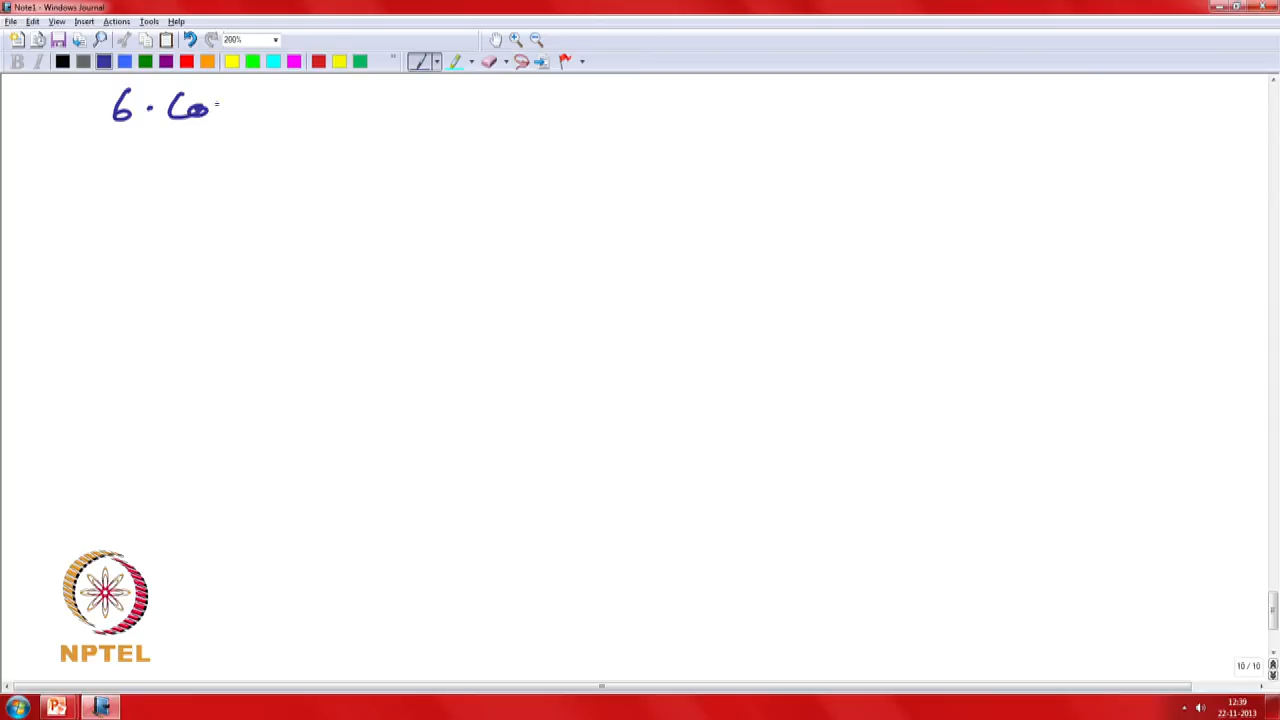 Note1 - Windows Journal
File Edit View Insert Actions Tools Help
200%
B I
6. Co
NPTEL
10 / 10
12:39
22-11-2013